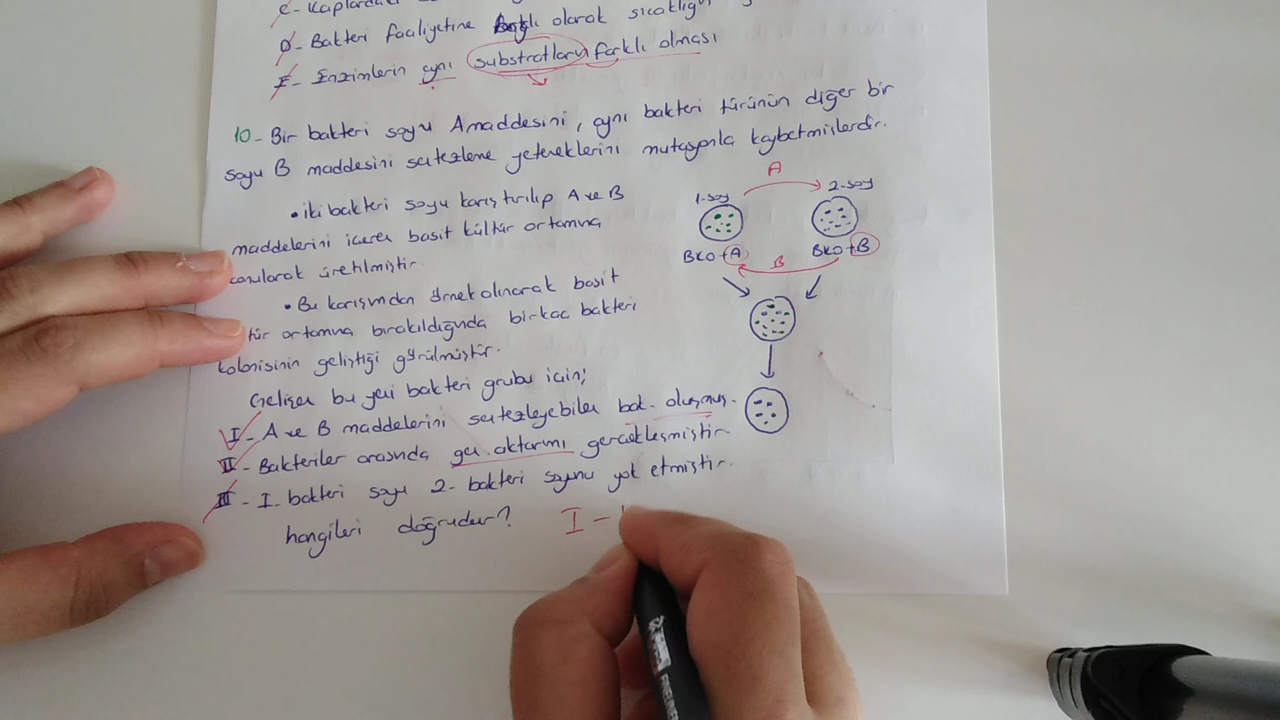 C- Kaplardaki
D- Bakteri faaliyetine bağlı olarak sıcaklığı
E- Enzimlerin aynı substratların farklı olması
10- Bir bakteri soyu A maddesini, aynı bakteri türünün diğer bir
soyu B maddesini sentezleme yeteneklerini mutasyonla kaybetmişlerdir.
• iki bakteri soyu karıştırılıp A ve B
maddelerini içeren basit kültür ortamına
konularak üretilmiştir.
• Bu karışımdan örnek alınarak basit
tür ortamına bırakıldığında birkaç bakteri
kolonisinin geliştiği görülmüştür.
Gelişen bu yeni bakteri grubu için;
I- A ve B maddelerini sentezleyebilen bak. oluşmuş.
II- Bakteriler arasında gen aktarımı gerçekleşmiştir.
III- I. bakteri soyu 2- bakteri soyunu yok etmiştir.
hangileri doğrudur? I-
A
1-soy 2-soy
BKO+A BKO+B
B